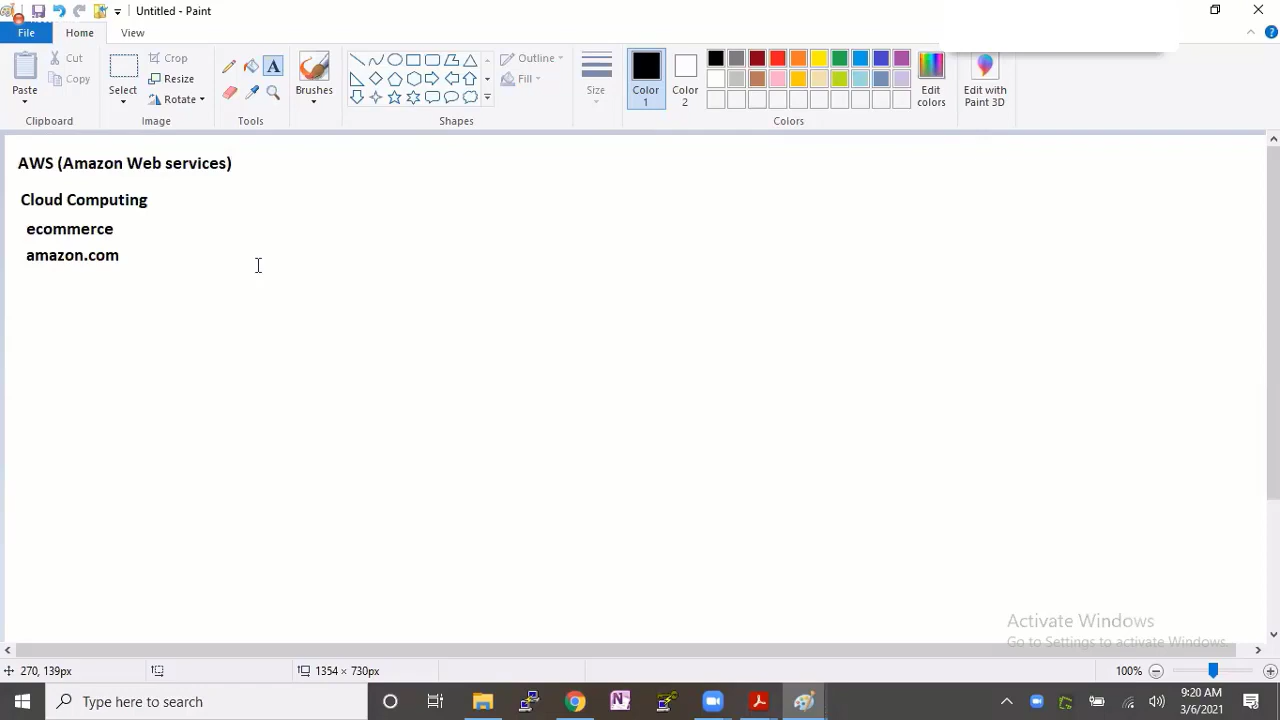 Untitled - Paint
File Home View
Paste
Cut
Copy
Clipboard
Select
Crop
Resize
Rotate
Image
Tools
Brushes
Shapes
Outline
Fill
Size
Color 1
Color 2
Edit colors
Colors
Edit with Paint 3D
AWS (Amazon Web services)
Cloud Computing
ecommerce
amazon.com
Activate Windows
Go to Settings to activate Windows.
270, 139px
1354 × 730px
100%
Type here to search
9:20 AM
3/6/2021